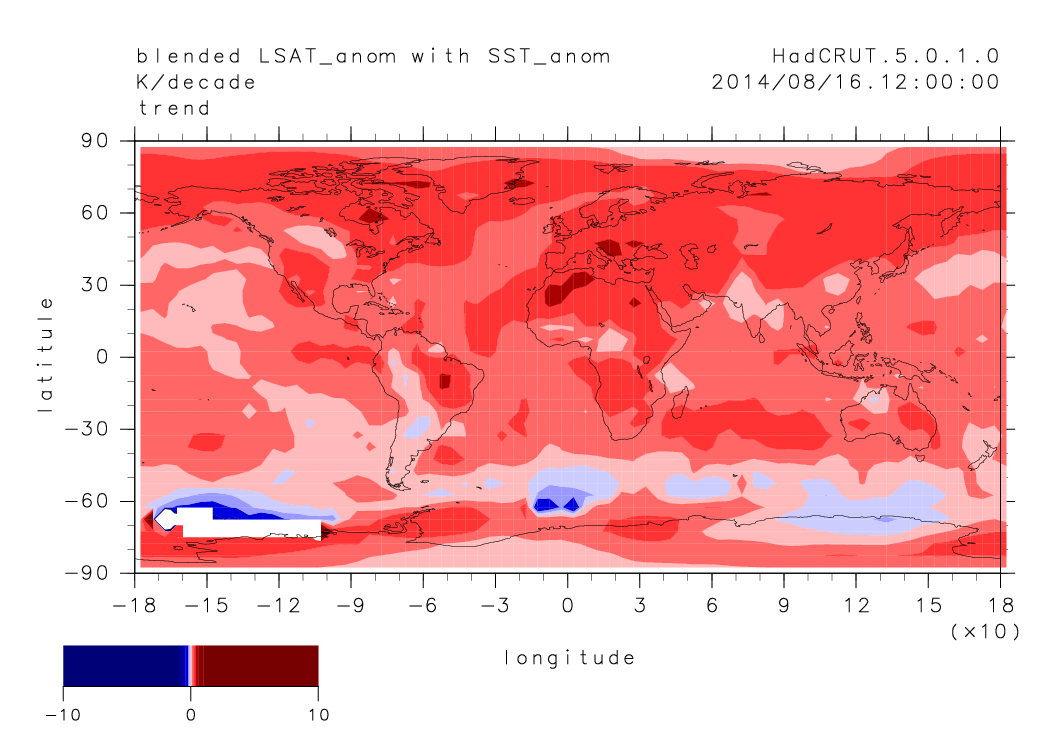 blended LSAT_anom with SST_anom HadCRUT.5.0.1.0
K/decade 2014/08/16.12:00:00
trend
90
60
30
0
−30
−60
−90
latitude
−18 −15 −12 −9 −6 −3 0 3 6 9 12 15 18
(×10)
longitude
−10 0 10